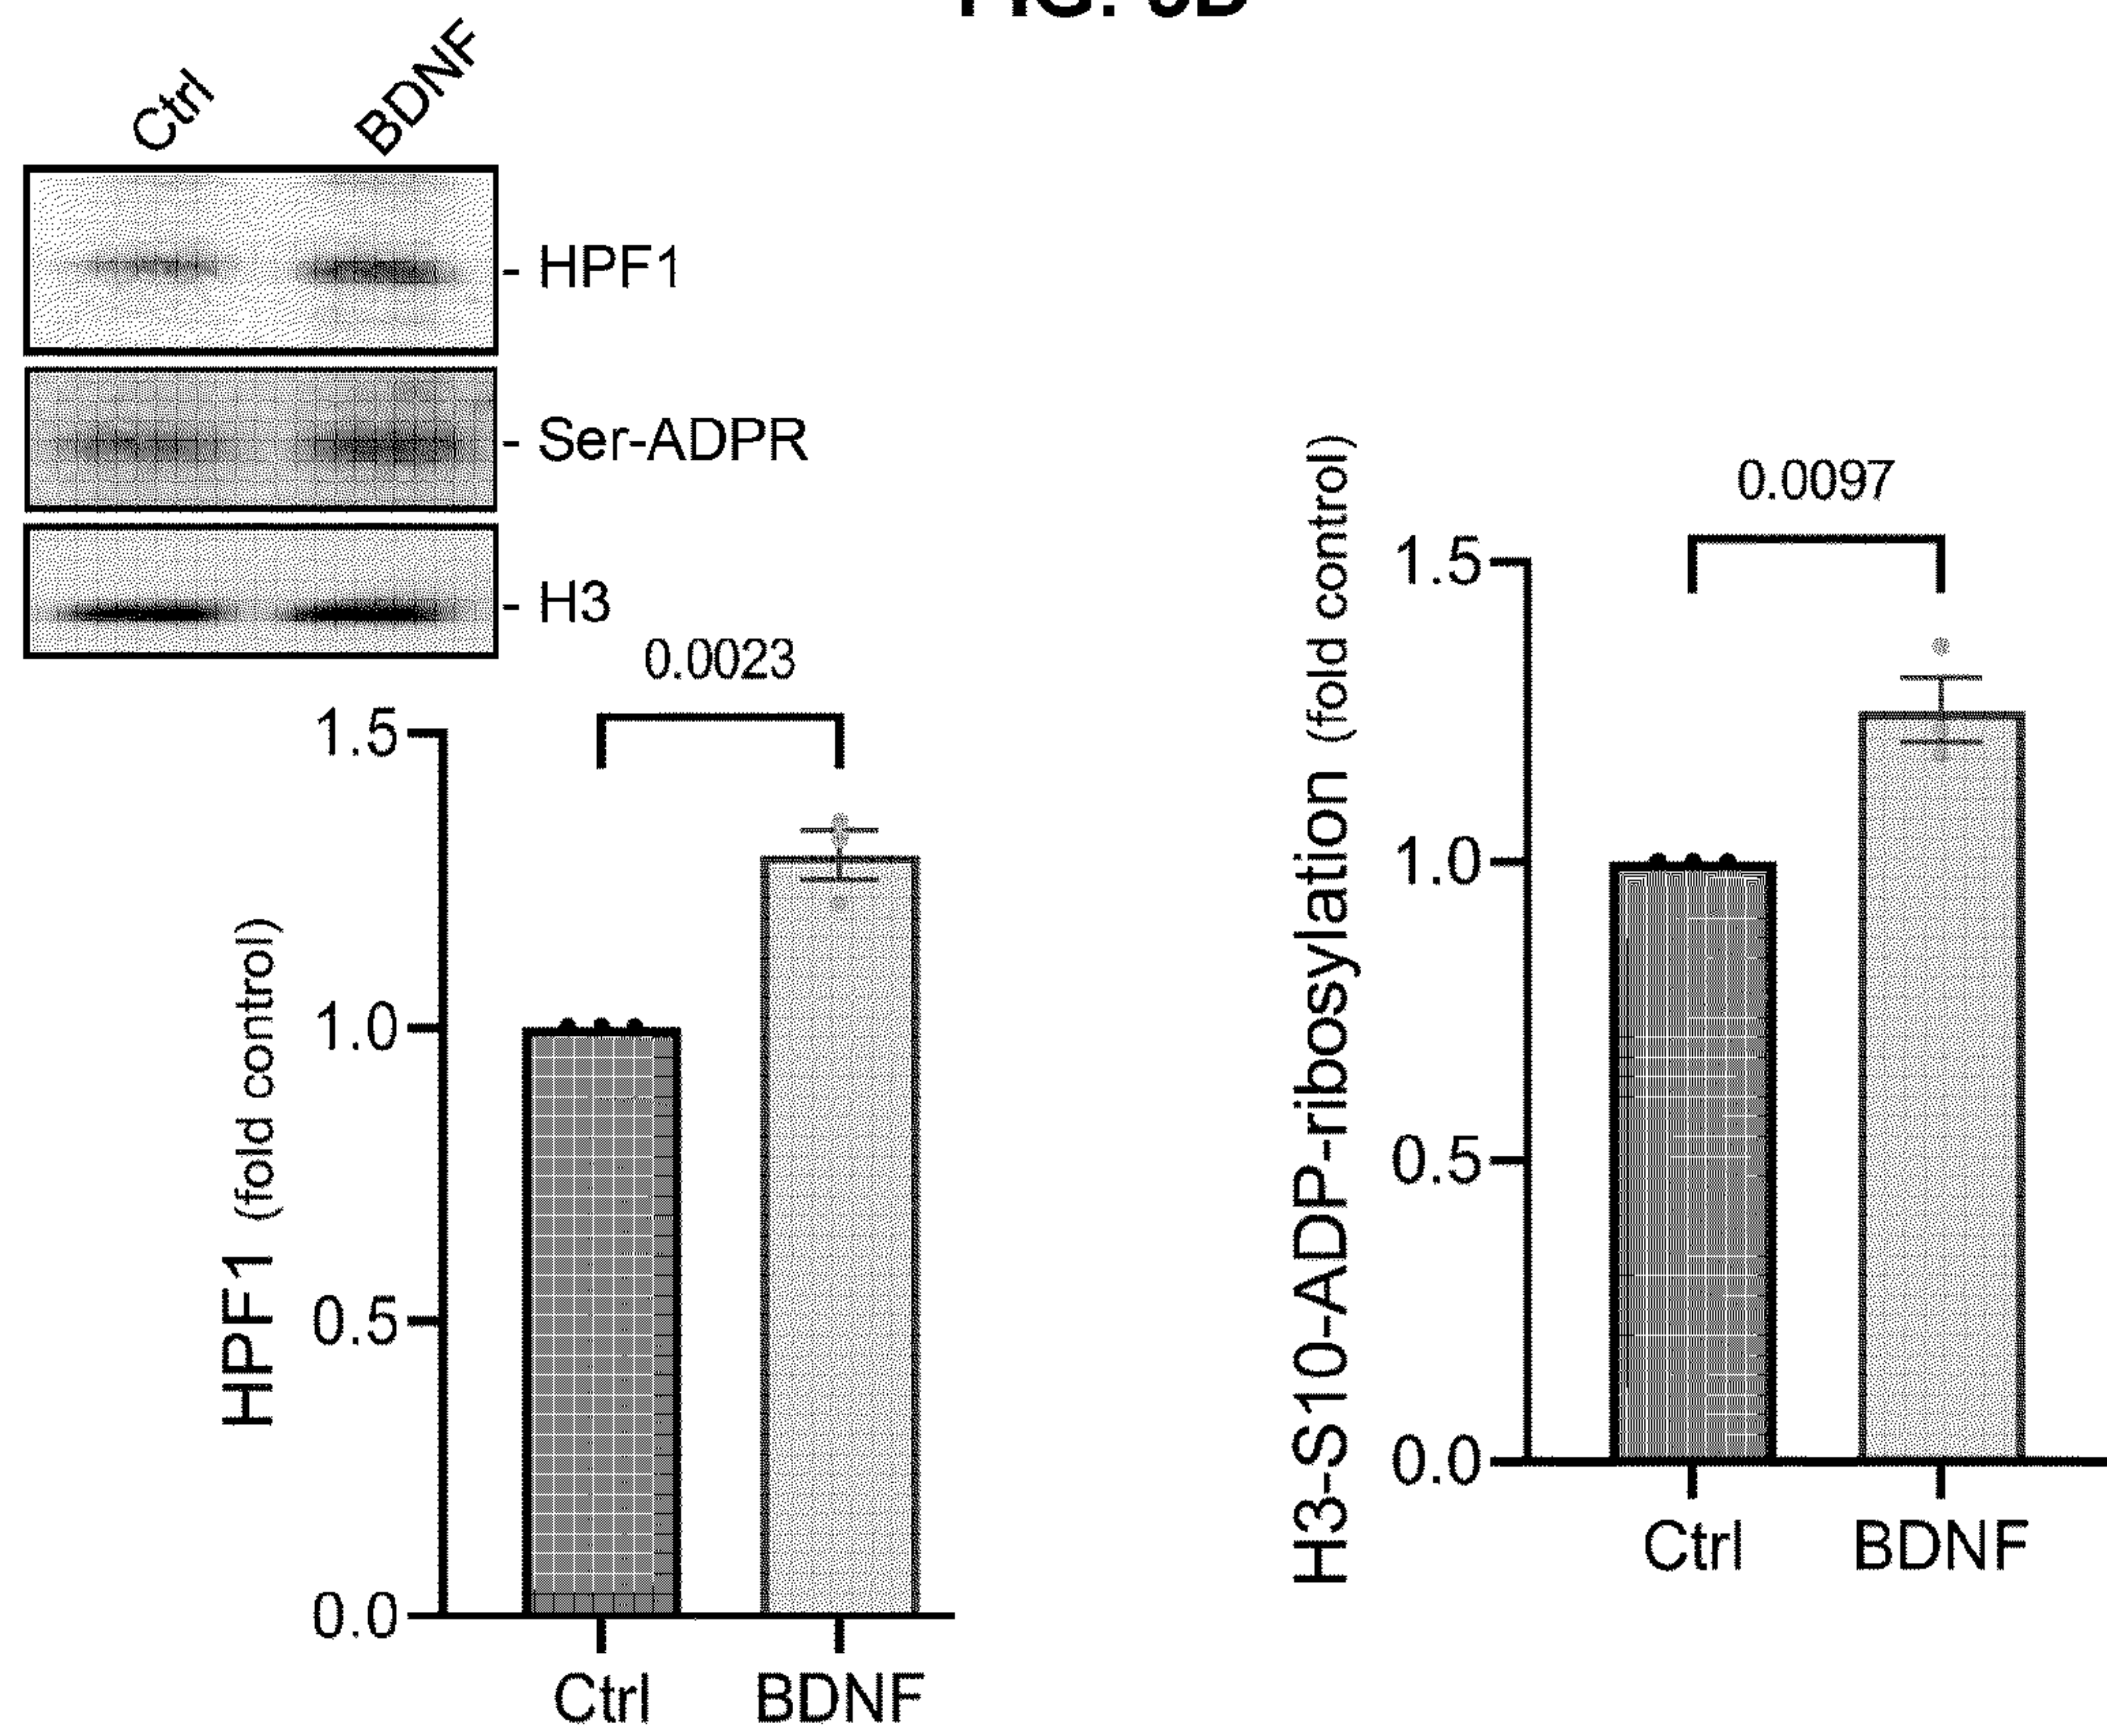 Ctrl BDNF
- HPF1
- Ser-ADPR
- H3
0.0023
HPF1 (fold control)
1.5
1.0
0.5
0.0
Ctrl BDNF
0.0097
H3-S10-ADP-ribosylation (fold control)
1.5
1.0
0.5
0.0
Ctrl BDNF